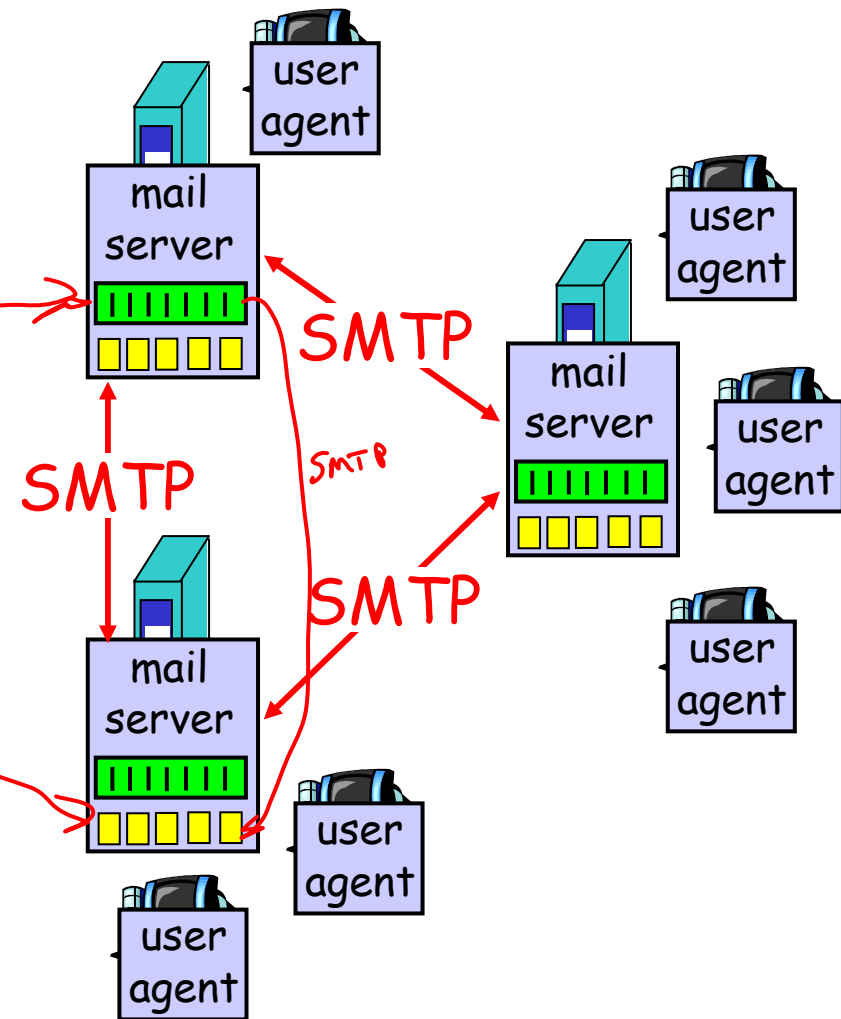 user
agent
mail
server
user
agent
SMTP
mail
server
user
agent
SMTP
SMTP
SMTP
user
agent
mail
server
user
agent
user
agent